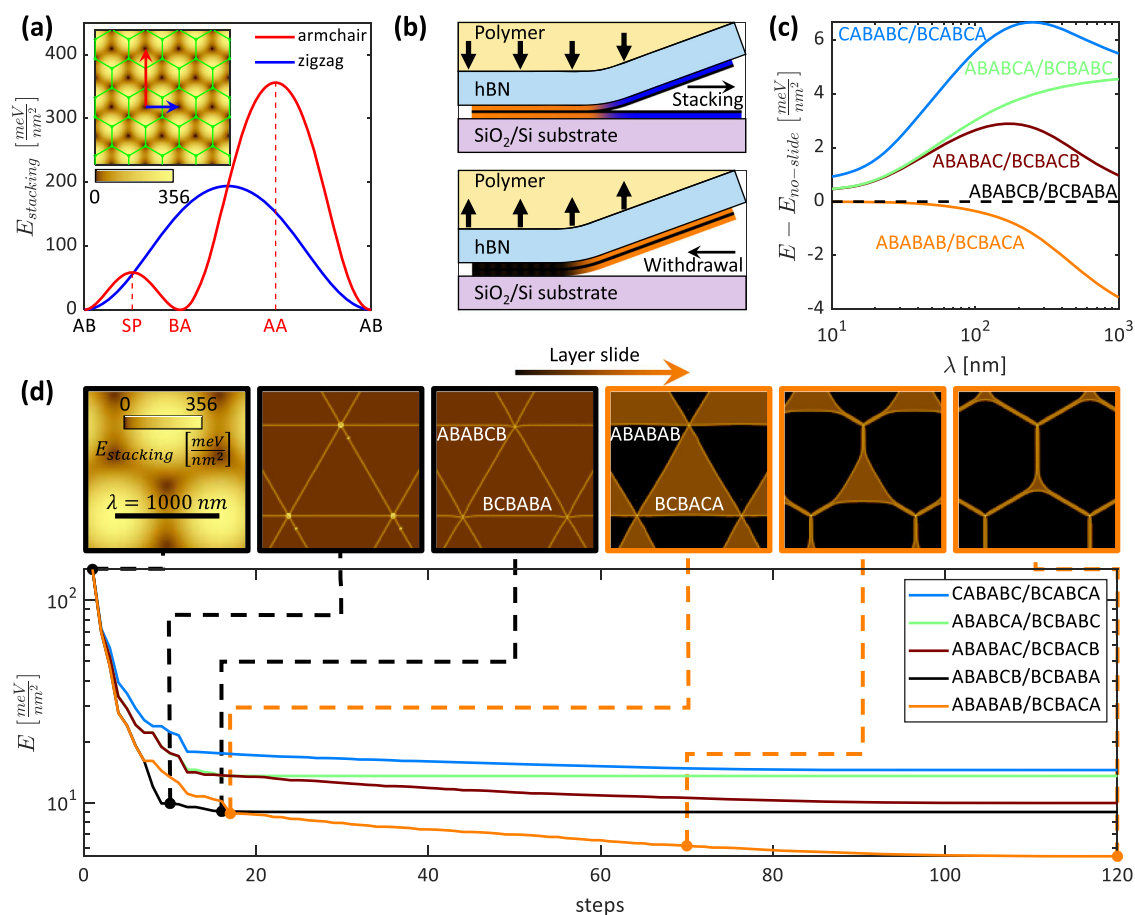 (a)
E_stacking [meV/nm²]
400
300
200
100
0
armchair
zigzag
0 356
AB SP BA AA AB
(b)
Polymer
hBN
Stacking
SiO₂/Si substrate
Polymer
hBN
Withdrawal
SiO₂/Si substrate
(c)
E − E_no−slide [meV/nm²]
6
4
2
0
-2
-4
CABABC/BCABCA
ABABCA/BCBABC
ABABAC/BCBACB
ABABCB/BCBABA
ABABAB/BCBACA
10¹ 10² 10³
λ [nm]
Layer slide
(d)
0 356
E_stacking [meV/nm²]
λ = 1000 nm
ABABCB
BCBABA
ABABAB
BCBACA
E [meV/nm²]
10²
10¹
CABABC/BCABCA
ABABCA/BCBABC
ABABAC/BCBACB
ABABCB/BCBABA
ABABAB/BCBACA
0 20 40 60 80 100 120
steps